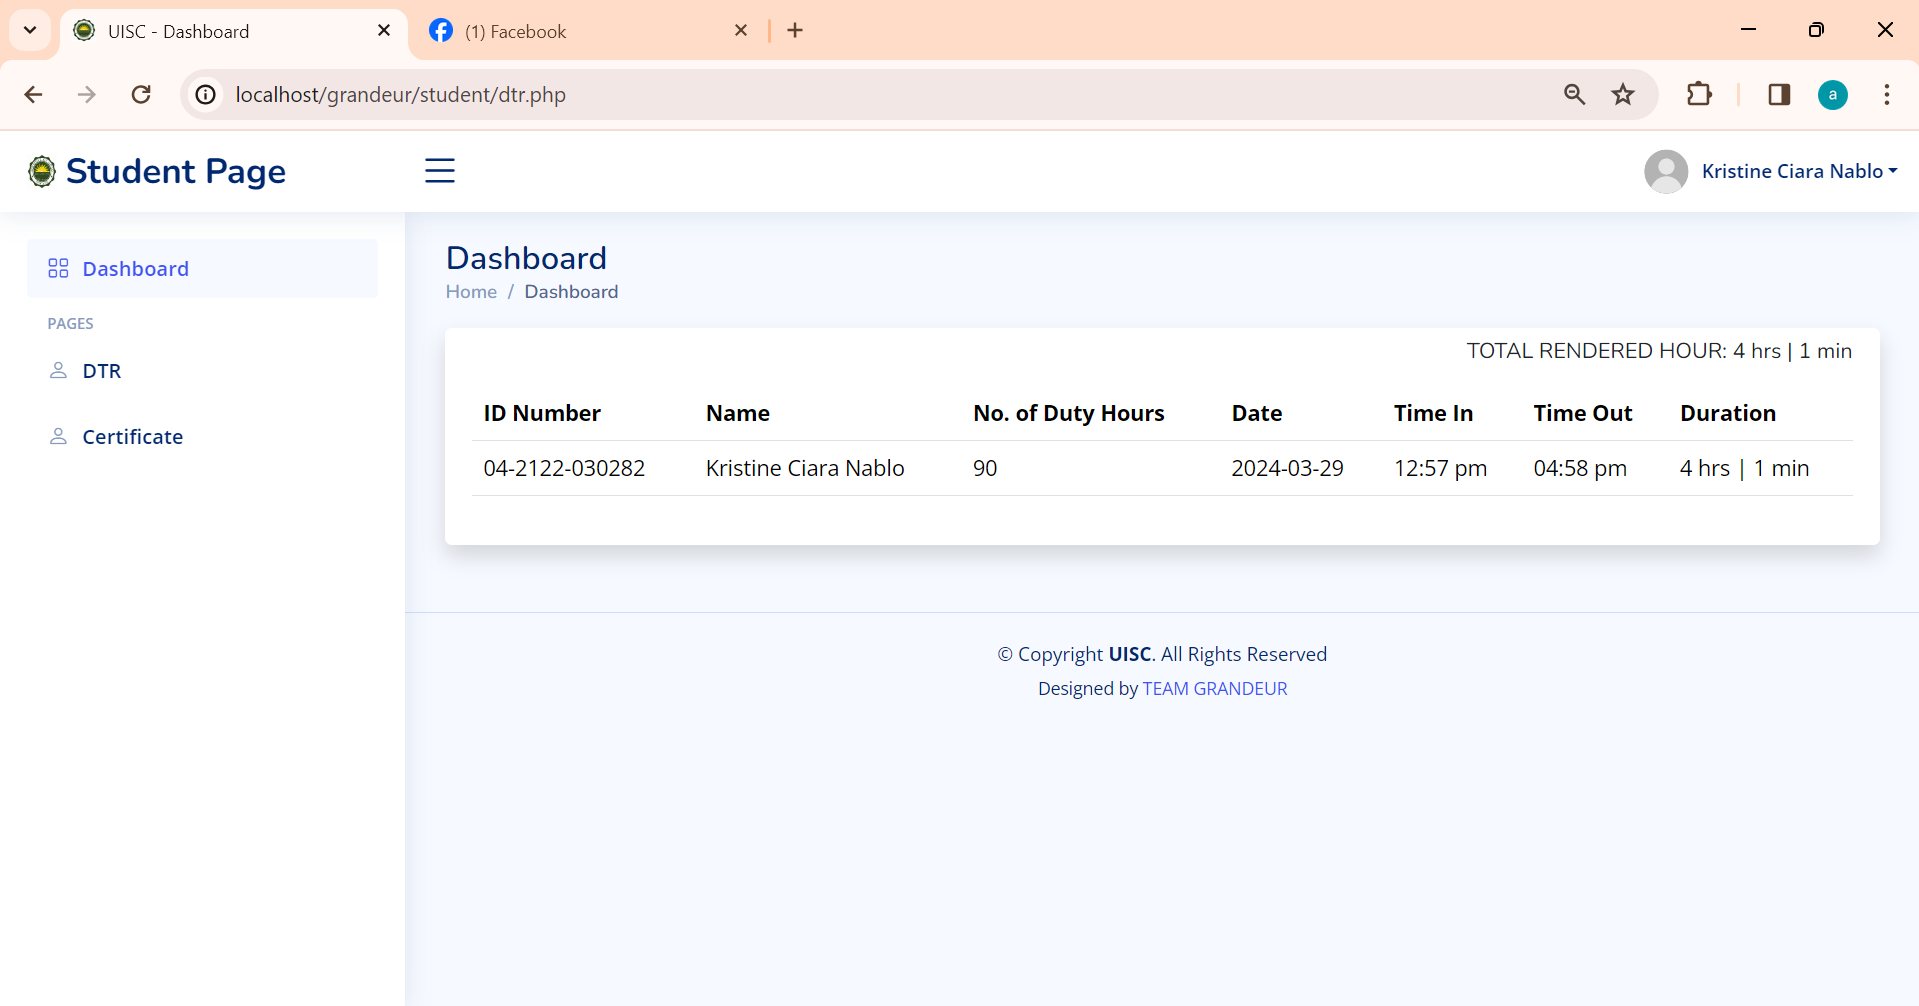 UISC - Dashboard
(1) Facebook
localhost/grandeur/student/dtr.php
a
Student Page
Kristine Ciara Nablo
Dashboard
PAGES
DTR
Certificate
Dashboard
Home / Dashboard
TOTAL RENDERED HOUR: 4 hrs | 1 min
ID Number Name No. of Duty Hours Date Time In Time Out Duration
04-2122-030282 Kristine Ciara Nablo 90 2024-03-29 12:57 pm 04:58 pm 4 hrs | 1 min
© Copyright UISC. All Rights Reserved
Designed by TEAM GRANDEUR